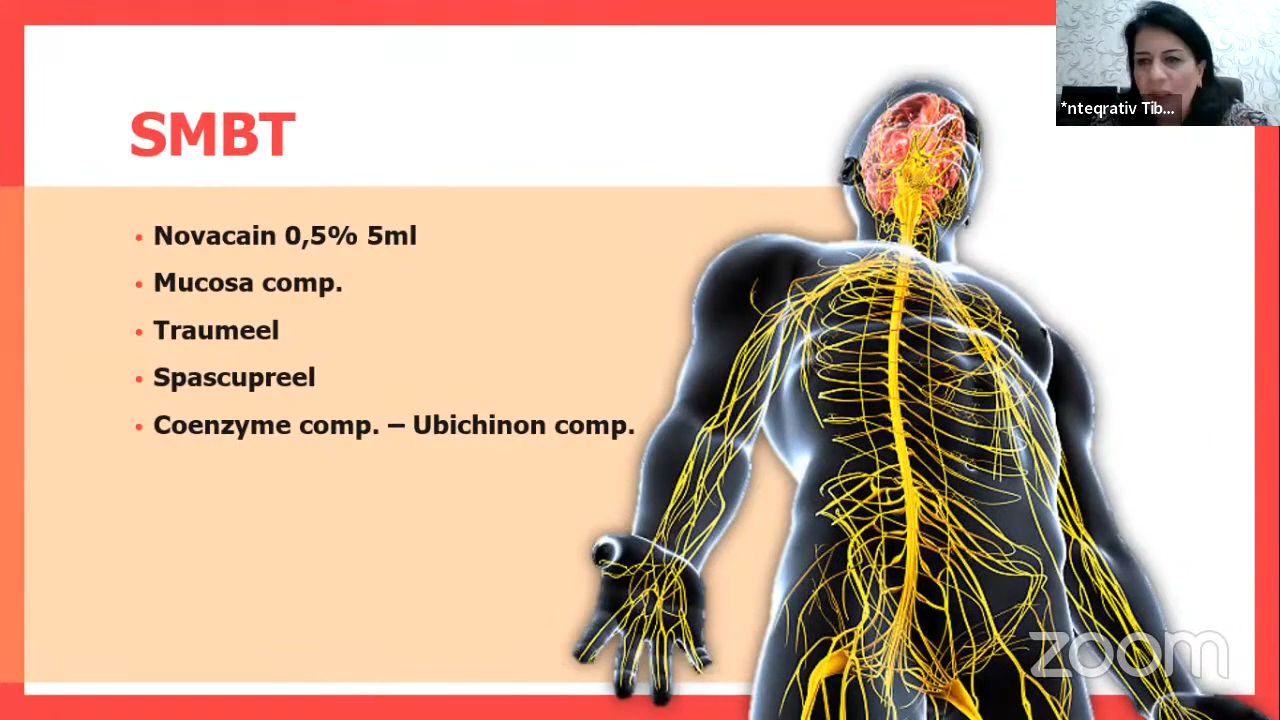 SMBT
• Novacain 0,5% 5ml
• Mucosa comp.
• Traumeel
• Spascupreel
• Coenzyme comp. – Ubichinon comp.
*nteqrativ Tib...
zoom